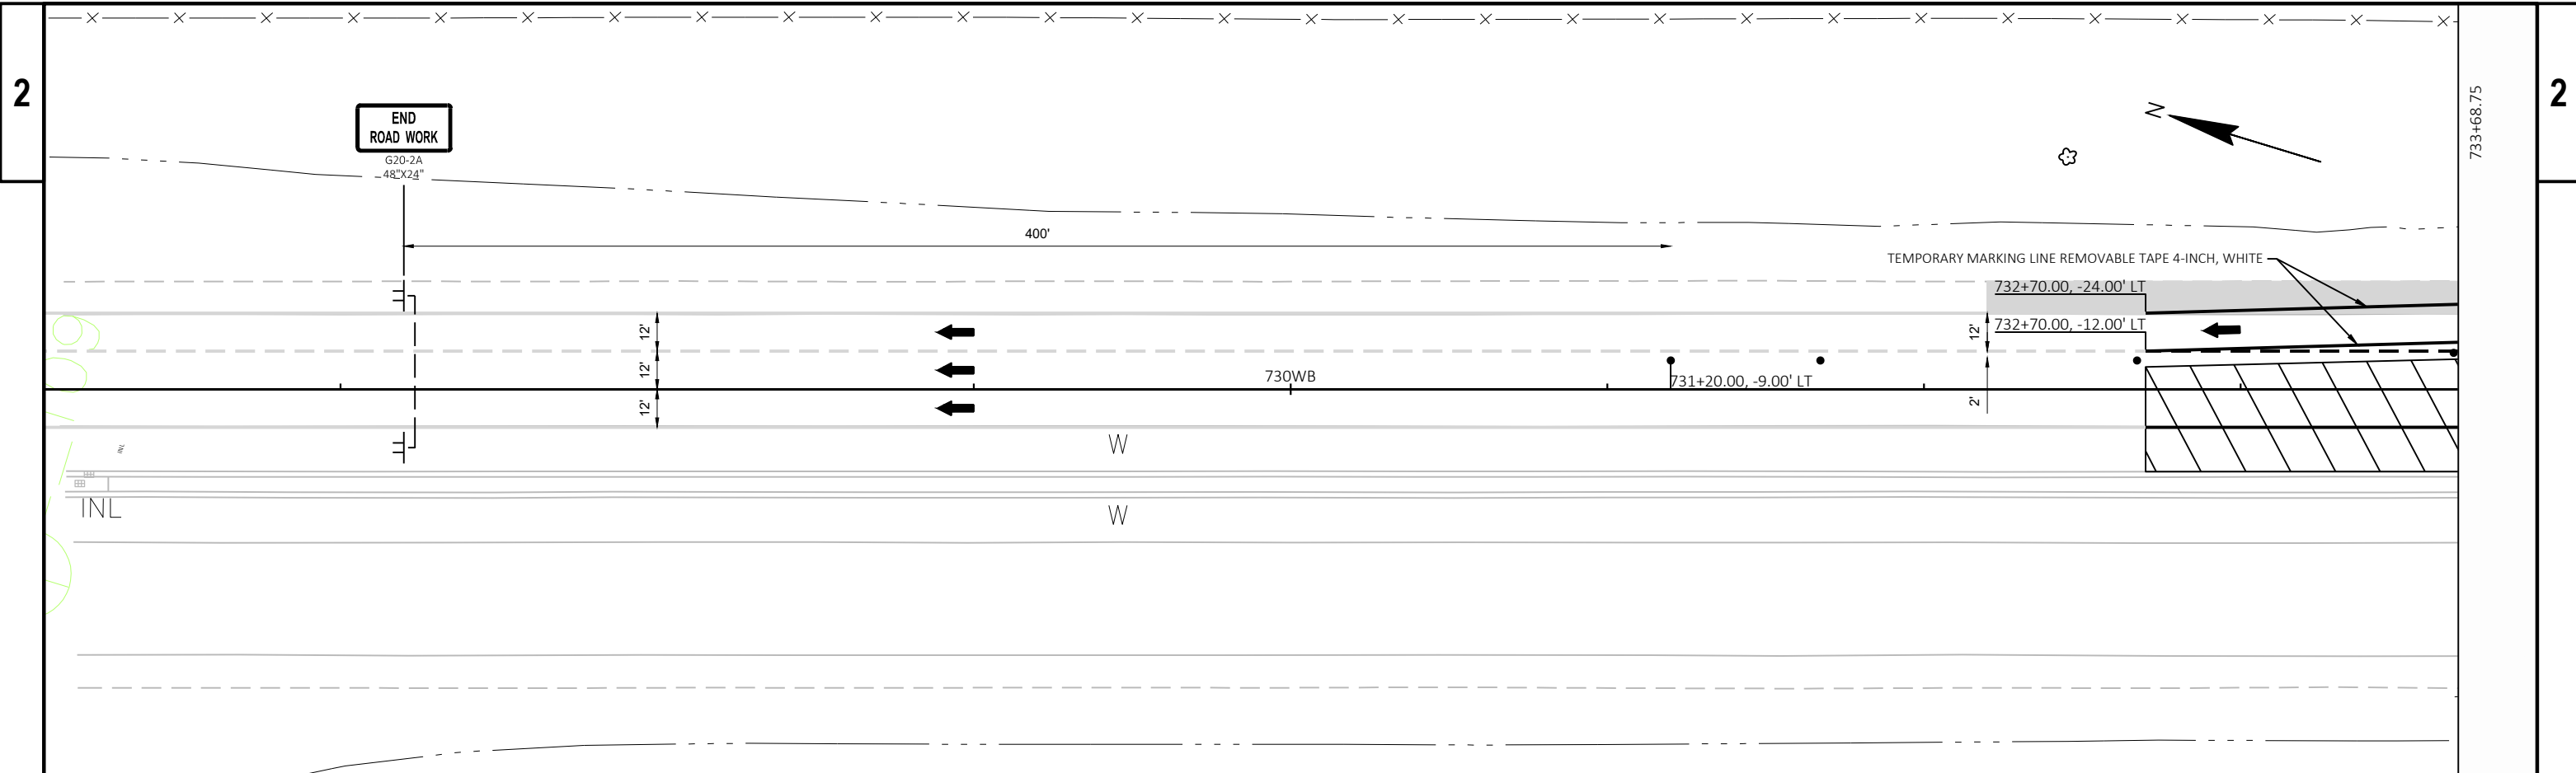 2
2
END
ROAD WORK
G20-2A
48"X24"
N
733+68.75
400'
TEMPORARY MARKING LINE REMOVABLE TAPE 4-INCH, WHITE
732+70.00, -24.00' LT
732+70.00, -12.00' LT
12'
12'
12'
12'
2'
730WB
731+20.00, -9.00' LT
W
INL
INL
W